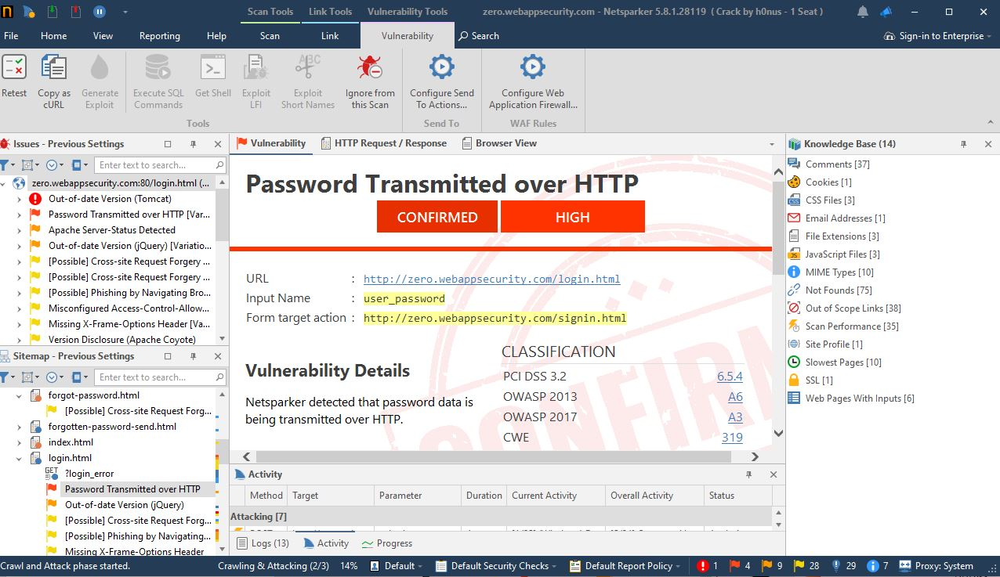 Scan Tools Link Tools Vulnerability Tools zero.webappsecurity.com - Netsparker 5.8.1.28119 ( Crack by h0nus - 1 Seat )
File Home View Reporting Help Scan Link Vulnerability Search Sign-in to Enterprise
Retest
Copy as
cURL
Generate
Exploit
Execute SQL
Commands
Get Shell
Exploit
LFI
ABC
Exploit
Short Names
Ignore from
this Scan
Tools
Configure Send
To Actions...
Send To
Configure Web
Application Firewall...
WAF Rules
Issues - Previous Settings
Enter text to search...
zero.webappsecurity.com:80/login.html (...
Out-of-date Version (Tomcat)
Password Transmitted over HTTP [Var...
Apache Server-Status Detected
Out-of-date Version (jQuery) [Variatio...
[Possible] Cross-site Request Forgery ...
[Possible] Cross-site Request Forgery ...
[Possible] Phishing by Navigating Bro...
Misconfigured Access-Control-Allow...
Missing X-Frame-Options Header [Va...
Version Disclosure (Apache Coyote)
Sitemap - Previous Settings
Enter text to search...
forgot-password.html
[Possible] Cross-site Request Forg...
forgotten-password-send.html
index.html
login.html
GET ?login_error
Password Transmitted over HTTP
Out-of-date Version (jQuery)
[Possible] Cross-site Request Forg...
[Possible] Phishing by Navigating...
Missing X-Frame-Options Header
Vulnerability HTTP Request / Response Browser View
Password Transmitted over HTTP
CONFIRMED HIGH
URL : http://zero.webappsecurity.com/login.html
Input Name : user_password
Form target action : http://zero.webappsecurity.com/signin.html
CONFIRM
Vulnerability Details
Netsparker detected that password data is
being transmitted over HTTP.
CLASSIFICATION
PCI DSS 3.2 6.5.4
OWASP 2013 A6
OWASP 2017 A3
CWE 319
Activity
Method Target Parameter Duration Current Activity Overall Activity Status
Attacking [7]
Logs (13) Activity Progress
Knowledge Base (14)
Comments [37]
Cookies [1]
CSS Files [3]
Email Addresses [1]
File Extensions [3]
JavaScript Files [3]
MIME Types [10]
Not Founds [75]
Out of Scope Links [38]
Scan Performance [35]
Site Profile [1]
Slowest Pages [10]
SSL [1]
Web Pages With Inputs [6]
Crawl and Attack phase started. Crawling & Attacking (2/3) 14% Default Default Security Checks Default Report Policy 1 4 9 28 29 7 Proxy: System